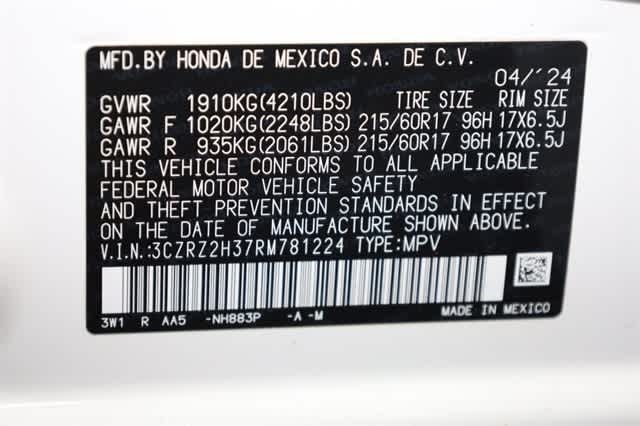 MFD.BY HONDA DE MEXICO S.A. DE C.V.
04/'24
GVWR 1910KG(4210LBS) TIRE SIZE RIM SIZE
GAWR F 1020KG(2248LBS) 215/60R17 96H 17X6.5J
GAWR R 935KG(2061LBS) 215/60R17 96H 17X6.5J
THIS VEHICLE CONFORMS TO ALL APPLICABLE
FEDERAL MOTOR VEHICLE SAFETY
AND THEFT PREVENTION STANDARDS IN EFFECT
ON THE DATE OF MANUFACTURE SHOWN ABOVE.
V.I.N.:3CZRZ2H37RM781224 TYPE:MPV
3W1 R AA5 -NH883P -A -M MADE IN MEXICO